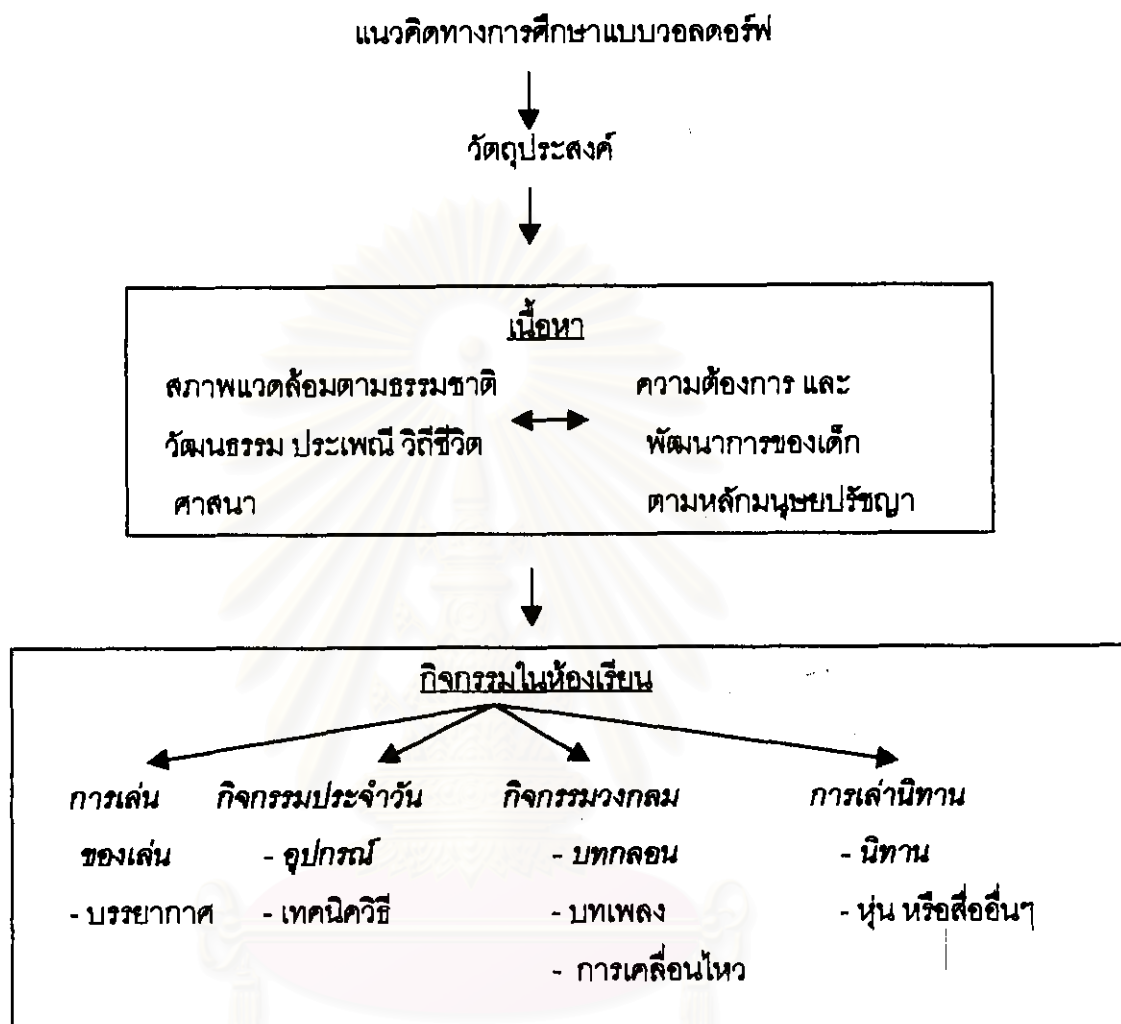 แนวคิดทางการศึกษาแบบวอลดอร์ฟ
วัตถุประสงค์
เนื้อหา
สภาพแวดล้อมตามธรรมชาติ
วัฒนธรรม ประเพณี วิถีชีวิต
ศาสนา
ความต้องการ และ
พัฒนาการของเด็ก
ตามหลักมนุษยปรัชญา
กิจกรรมในห้องเรียน
การเล่น
ของเล่น
- บรรยากาศ
กิจกรรมประจำวัน
- อุปกรณ์
- เทคนิควิธี
กิจกรรมวงกลม
- บทกลอน
- บทเพลง
- การเคลื่อนไหว
การเล่านิทาน
- นิทาน
- หุ่น หรือสื่ออื่นๆ